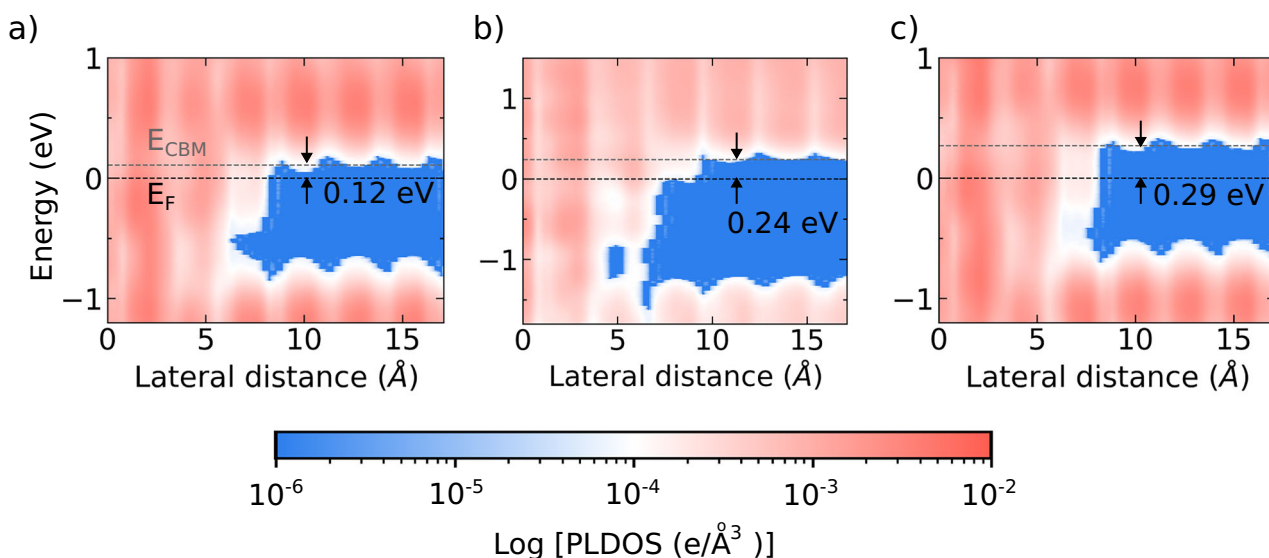 a)
b)
c)
Energy (eV)
1
0
−1
E_CBM
E_F
0.12 eV
0 5 10 15
Lateral distance (Å)
1
0
−1
0.24 eV
0 5 10 15
Lateral distance (Å)
1
0
−1
0.29 eV
0 5 10 15
Lateral distance (Å)
10^-6 10^-5 10^-4 10^-3 10^-2
Log [PLDOS (e/Å^3 )]